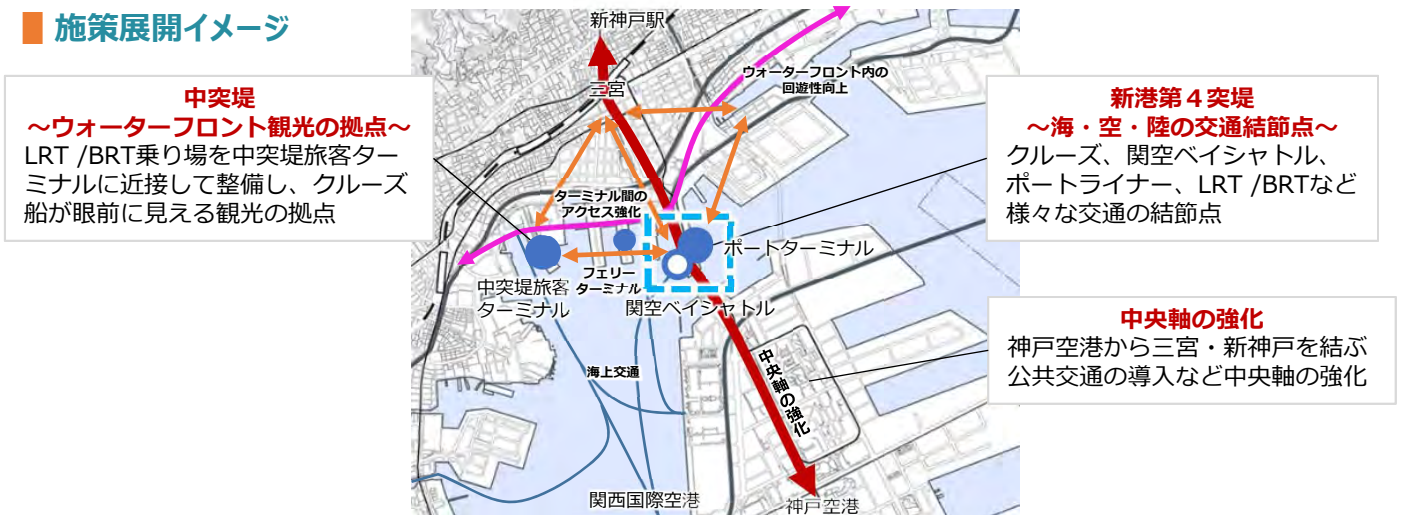 施策展開イメージ
中突堤
～ウォーターフロント観光の拠点～
LRT /BRT乗り場を中突堤旅客ター
ミナルに近接して整備し、クルーズ
船が眼前に見える観光の拠点
新神戸駅
三宮
ウォーターフロント内の
回遊性向上
ターミナル間の
アクセス強化
ポートターミナル
中突堤旅客
ターミナル
フェリー
ターミナル
関空ベイシャトル
海上交通
中央軸の強化
関西国際空港
神戸空港
新港第４突堤
～海・空・陸の交通結節点～
クルーズ、関空ベイシャトル、
ポートライナー、LRT /BRTなど
様々な交通の結節点
中央軸の強化
神戸空港から三宮・新神戸を結ぶ
公共交通の導入など中央軸の強化